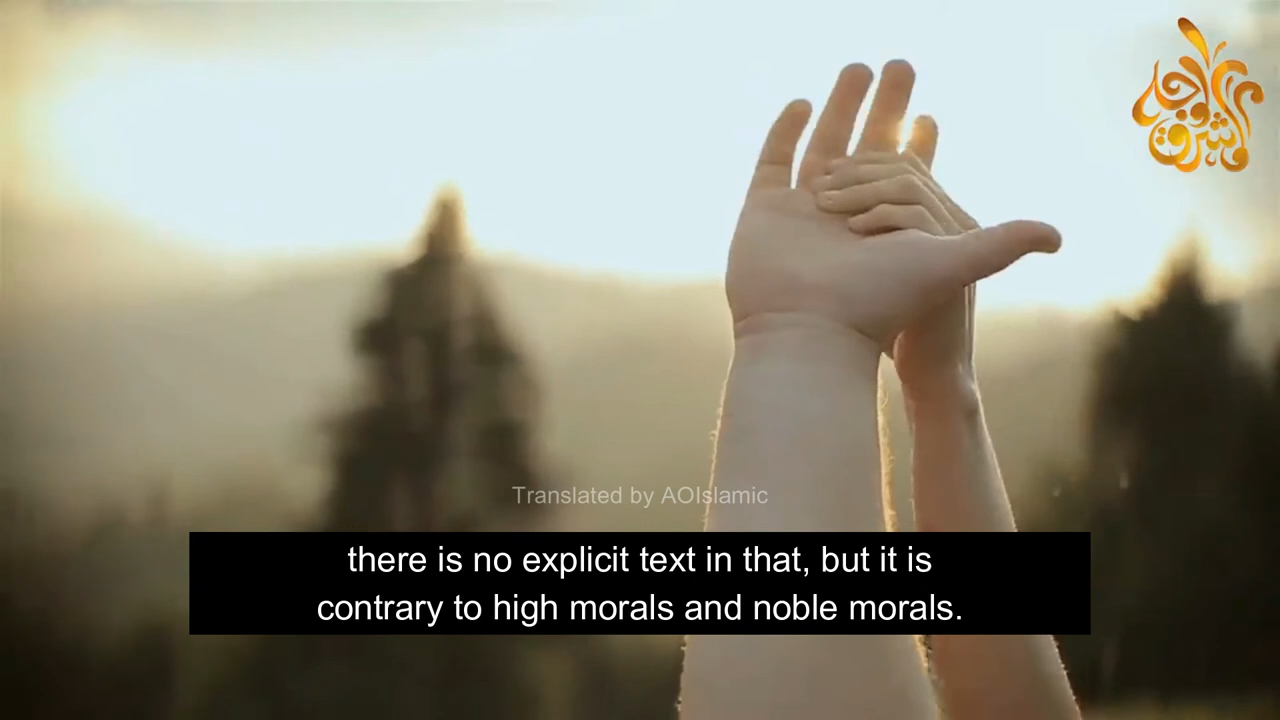 Translated by AOIslamic
there is no explicit text in that, but it is
contrary to high morals and noble morals.